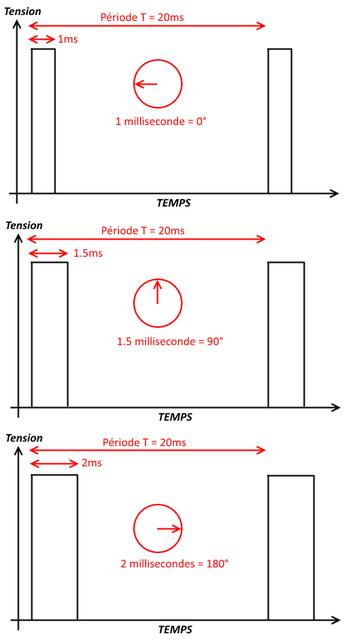 Tension
Période T = 20ms
1ms
1 milliseconde = 0°
TEMPS
Tension
Période T = 20ms
1.5ms
1.5 milliseconde = 90°
TEMPS
Tension
Période T = 20ms
2ms
2 millisecondes = 180°
TEMPS